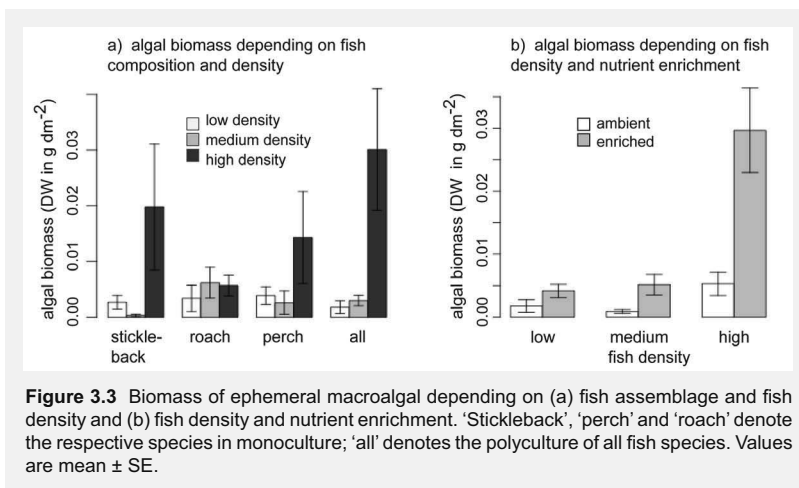 a) algal biomass depending on fish
composition and density
algal biomass (DW in g dm-2)
0.00 0.01 0.02 0.03
low density
medium density
high density
stickle-
back
roach
perch
all
b) algal biomass depending on fish
density and nutrient enrichment
algal biomass (DW in g dm-2)
0.00 0.01 0.02 0.03
ambient
enriched
low
medium
high
fish density
Figure 3.3 Biomass of ephemeral macroalgal depending on (a) fish assemblage and fish
density and (b) fish density and nutrient enrichment. ‘Stickleback’, ‘perch’ and ‘roach’ denote
the respective species in monoculture; ‘all’ denotes the polyculture of all fish species. Values
are mean ± SE.